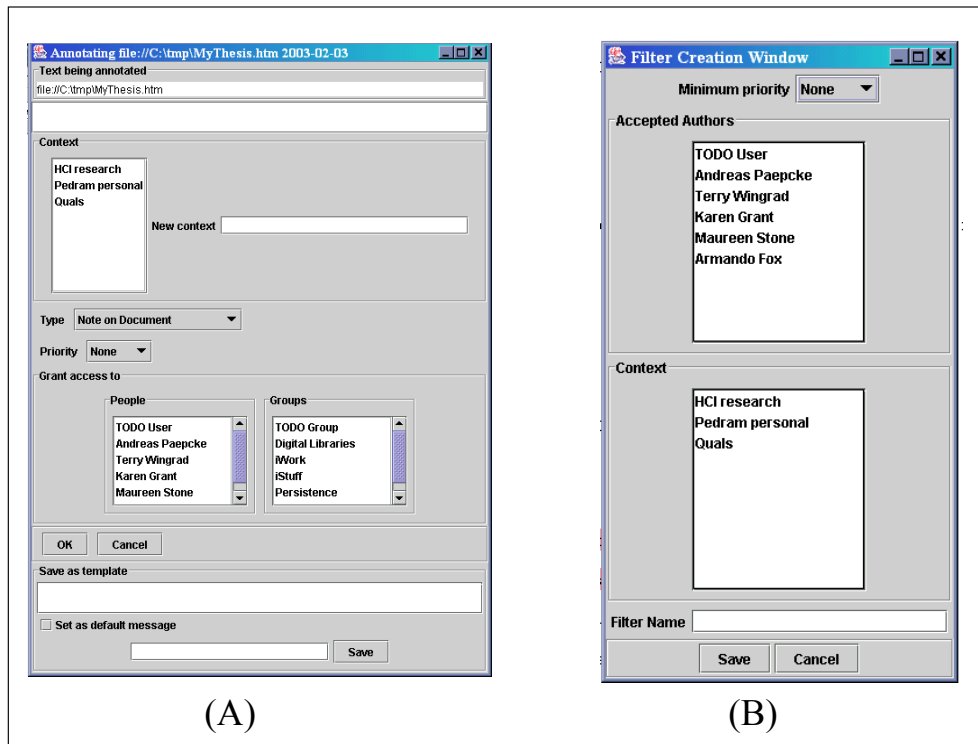 Annotating file://C:\tmp\MyThesis.htm 2003-02-03
Text being annotated
file://C:\tmp\MyThesis.htm
Context
HCI research
Pedram personal
Quals
New context
Type Note on Document
Priority None
Grant access to
People
TODO User
Andreas Paepcke
Terry Wingrad
Karen Grant
Maureen Stone
Groups
TODO Group
Digital Libraries
iWork
iStuff
Persistence
OK Cancel
Save as template
Set as default message
Save
(A)
Filter Creation Window
Minimum priority None
Accepted Authors
TODO User
Andreas Paepcke
Terry Wingrad
Karen Grant
Maureen Stone
Armando Fox
Context
HCI research
Pedram personal
Quals
Filter Name
Save Cancel
(B)